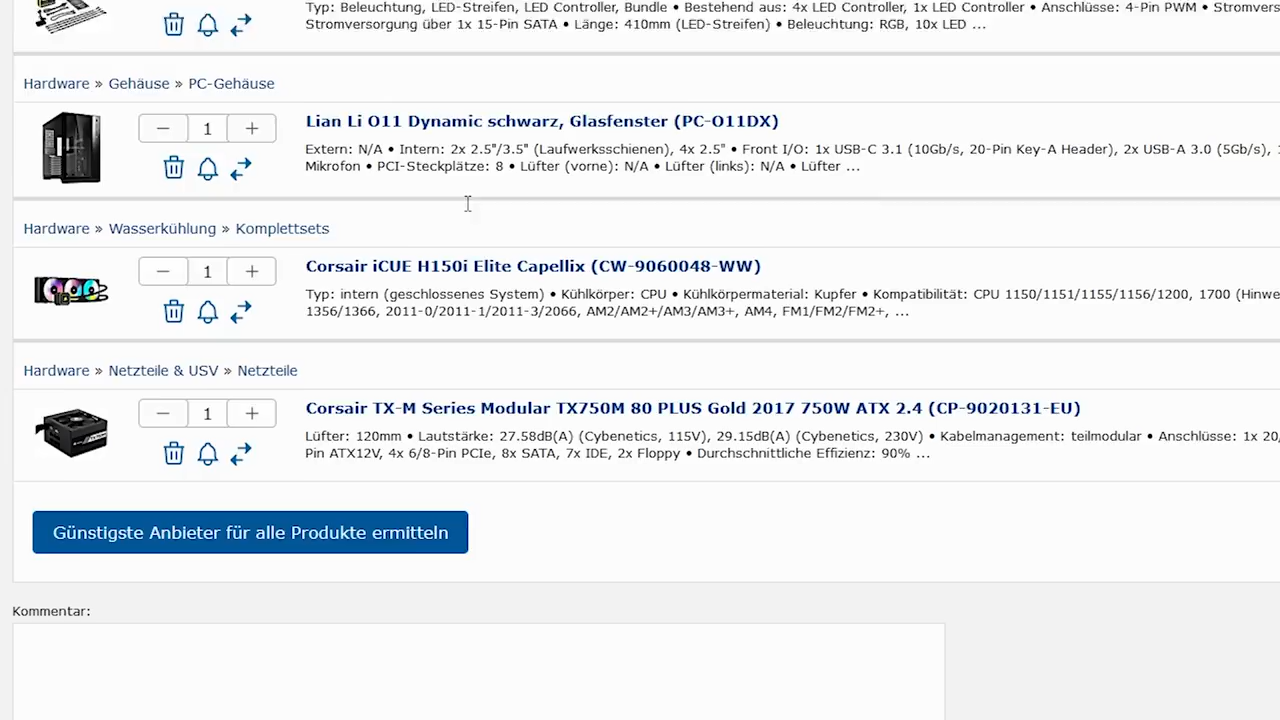 Typ: Beleuchtung, LED-Streifen, LED Controller, Bundle • Bestehend aus: 4x LED Controller, 1x LED Controller • Anschlüsse: 4-Pin PWM •
Stromversorgung über 1x 15-Pin SATA • Länge: 410mm (LED-Streifen) • Beleuchtung: RGB, 10x LED ...
Hardware » Gehäuse » PC-Gehäuse
− 1 +
Lian Li O11 Dynamic schwarz, Glasfenster (PC-O11DX)
Extern: N/A • Intern: 2x 2.5"/3.5" (Laufwerksschienen), 4x 2.5" • Front I/O: 1x USB-C 3.1 (10Gb/s, 20-Pin Key-A Header), 2x USB-A 3.0 (5Gb/s),
Mikrofon • PCI-Steckplätze: 8 • Lüfter (vorne): N/A • Lüfter (links): N/A • Lüfter ...
Hardware » Wasserkühlung » Komplettsets
− 1 +
Corsair iCUE H150i Elite Capellix (CW-9060048-WW)
Typ: intern (geschlossenes System) • Kühlkörper: CPU • Kühlkörpermaterial: Kupfer • Kompatibilität: CPU 1150/1151/1155/1156/1200, 1700 (Hinwe
1356/1366, 2011-0/2011-1/2011-3/2066, AM2/AM2+/AM3/AM3+, AM4, FM1/FM2/FM2+, ...
Hardware » Netzteile & USV » Netzteile
− 1 +
Corsair TX-M Series Modular TX750M 80 PLUS Gold 2017 750W ATX 2.4 (CP-9020131-EU)
Lüfter: 120mm • Lautstärke: 27.58dB(A) (Cybenetics, 115V), 29.15dB(A) (Cybenetics, 230V) • Kabelmanagement: teilmodular • Anschlüsse: 1x 20/
Pin ATX12V, 4x 6/8-Pin PCIe, 8x SATA, 7x IDE, 2x Floppy • Durchschnittliche Effizienz: 90% ...
Günstigste Anbieter für alle Produkte ermitteln
Kommentar: